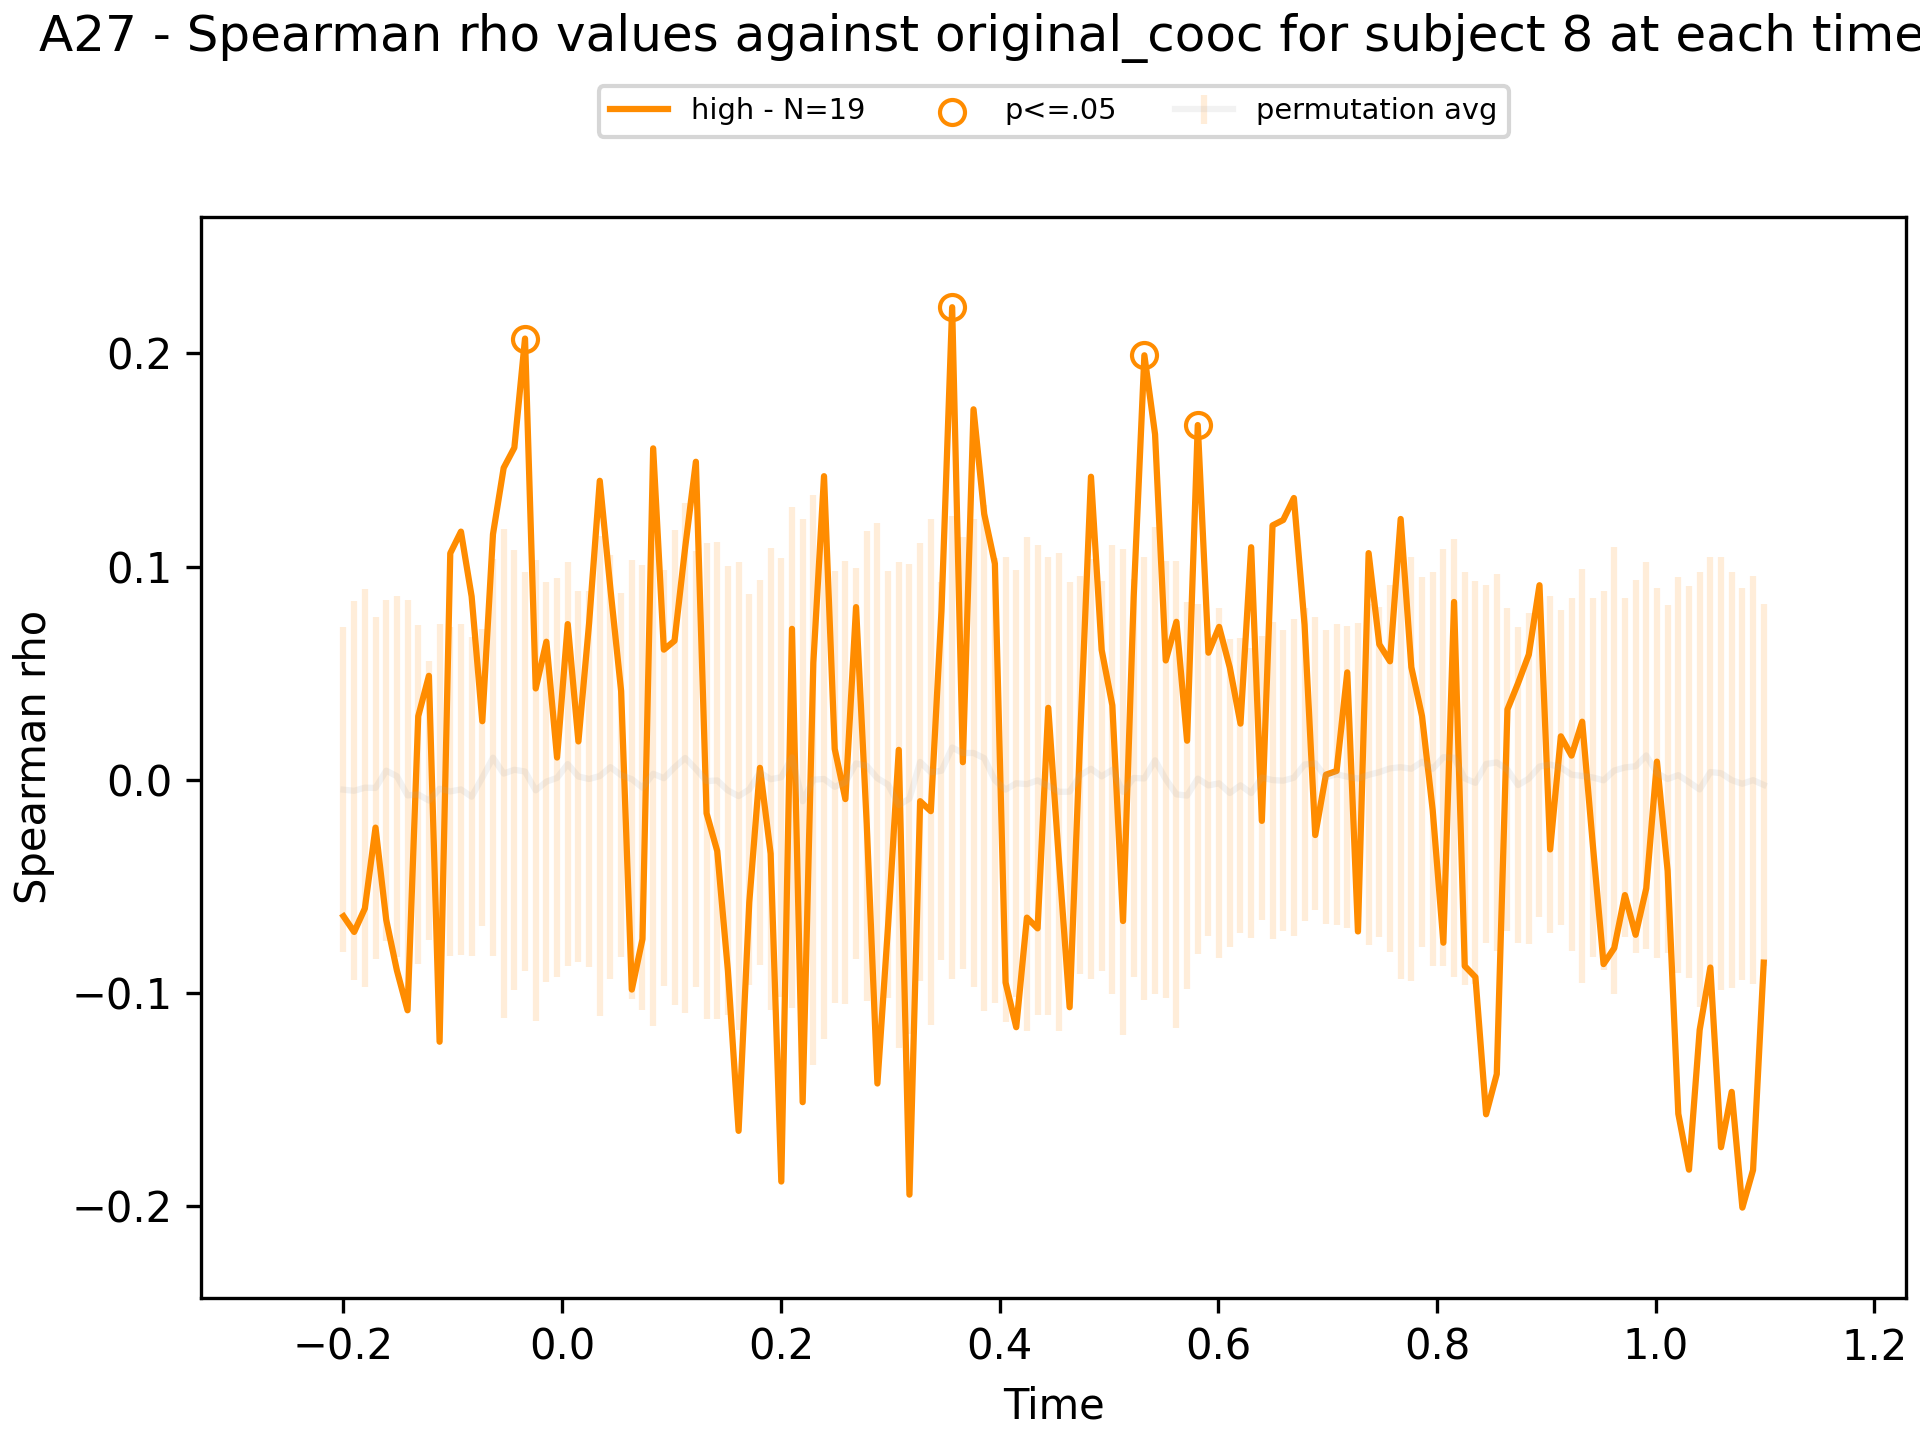 A27 - Spearman rho values against original_cooc for subject 8 at each time
high - N=19 p<=.05 permutation avg
Spearman rho
0.2
0.1
0.0
−0.1
−0.2
−0.2 0.0 0.2 0.4 0.6 0.8 1.0 1.2
Time